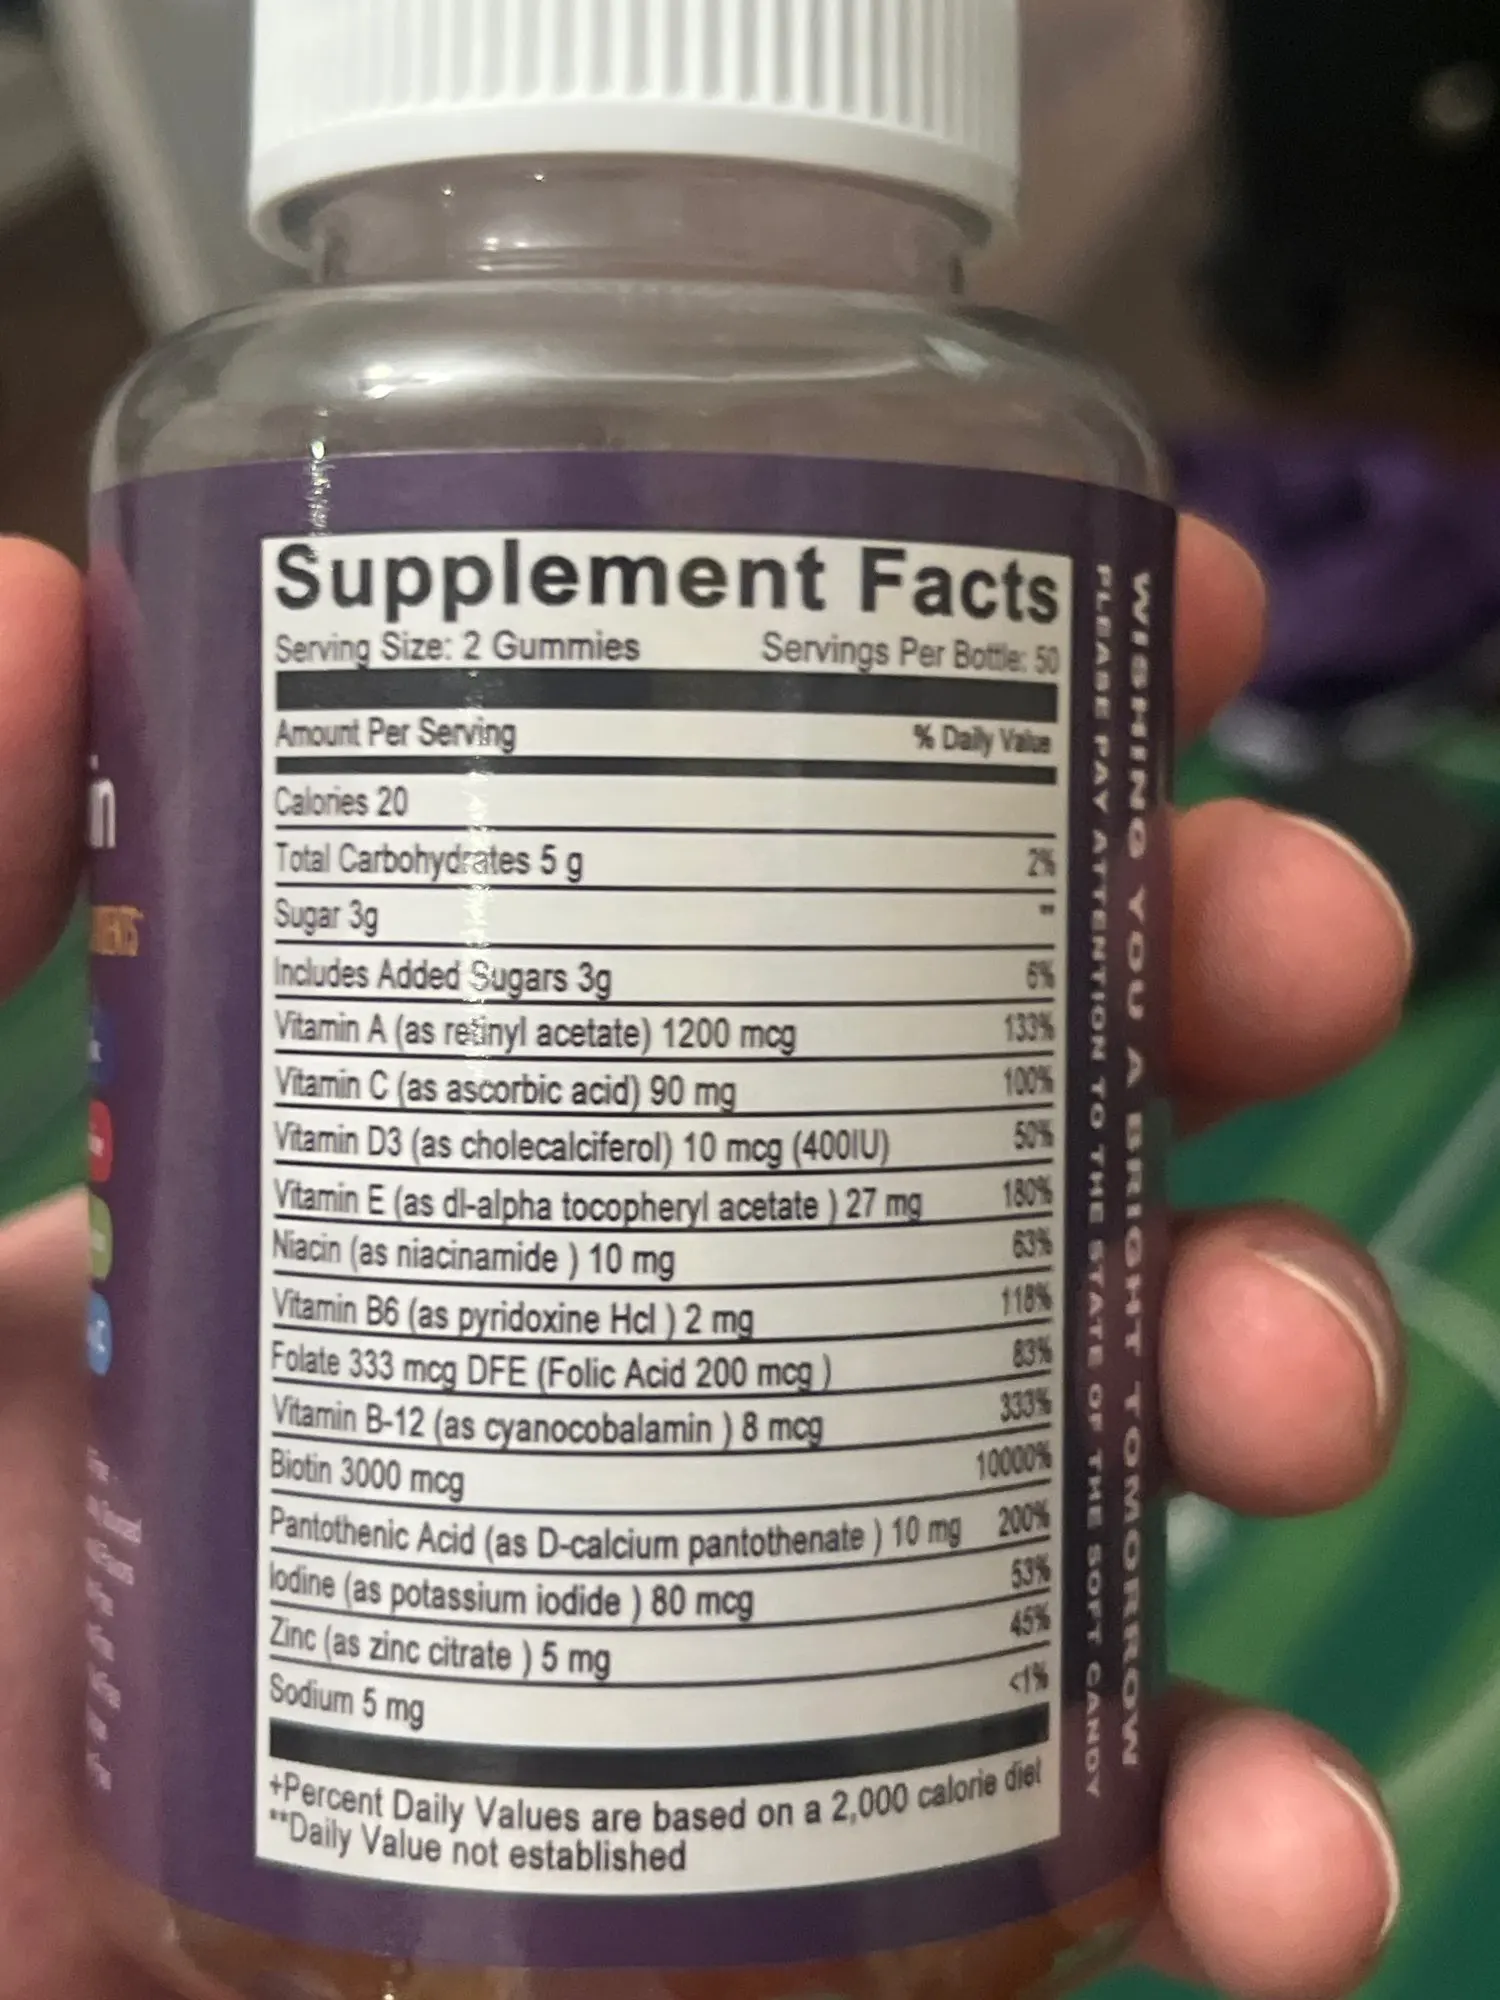 Supplement Facts
Serving Size: 2 Gummies Servings Per Bottle: 50
Amount Per Serving % Daily Value
Calories 20
Total Carbohydrates 5 g 2%
Sugar 3g **
Includes Added Sugars 3g 6%
Vitamin A (as retinyl acetate) 1200 mcg 133%
Vitamin C (as ascorbic acid) 90 mg 100%
Vitamin D3 (as cholecalciferol) 10 mcg (400IU) 50%
Vitamin E (as dl-alpha tocopheryl acetate ) 27 mg 180%
Niacin (as niacinamide ) 10 mg 63%
Vitamin B6 (as pyridoxine Hcl ) 2 mg 118%
Folate 333 mcg DFE (Folic Acid 200 mcg ) 83%
Vitamin B-12 (as cyanocobalamin ) 8 mcg 333%
Biotin 3000 mcg 10000%
Pantothenic Acid (as D-calcium pantothenate ) 10 mg 200%
Iodine (as potassium iodide ) 80 mcg 53%
Zinc (as zinc citrate ) 5 mg 45%
Sodium 5 mg <1%
+Percent Daily Values are based on a 2,000 calorie diet
**Daily Value not established
WISHING YOU A BRIGHT TOMORROW
PLEASE PAY ATTENTION TO THE STATE OF THE SOFT CANDY